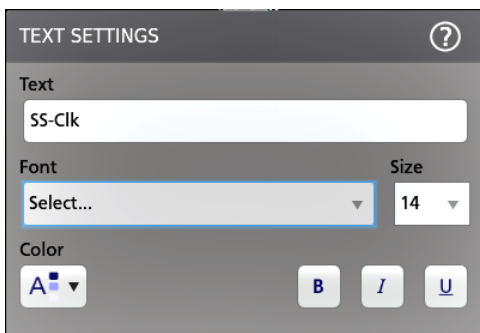 TEXT SETTINGS ?
Text
SS-Clk
Font Size
Select... 14
Color
A B I U